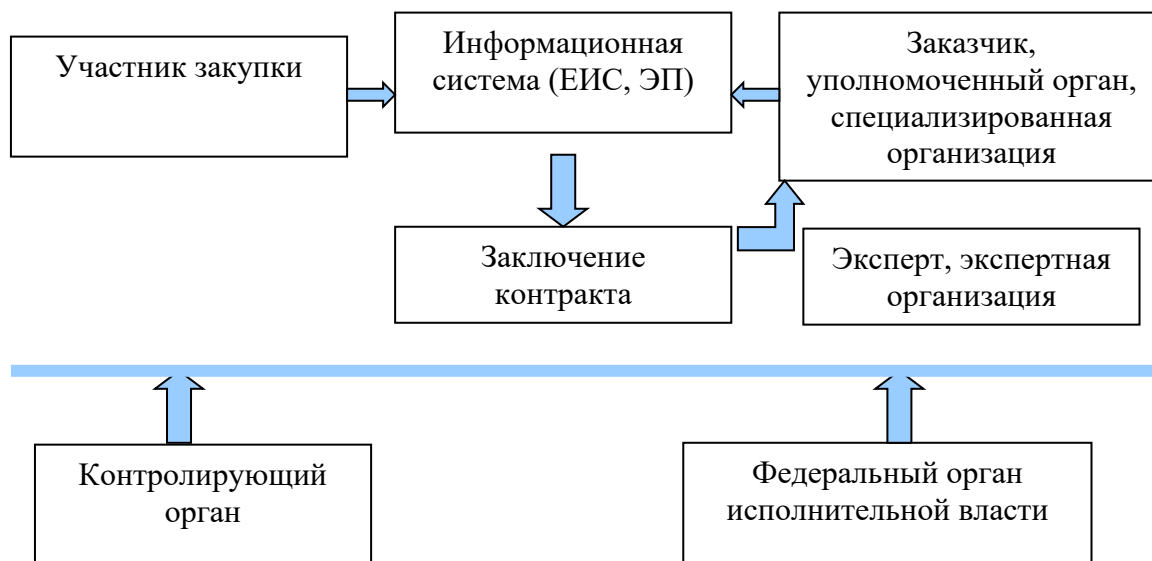 Участник закупки
Информационная
система (ЕИС, ЭП)
Заказчик,
уполномоченный орган,
специализированная
организация
Заключение
контракта
Эксперт, экспертная
организация
Контролирующий
орган
Федеральный орган
исполнительной власти